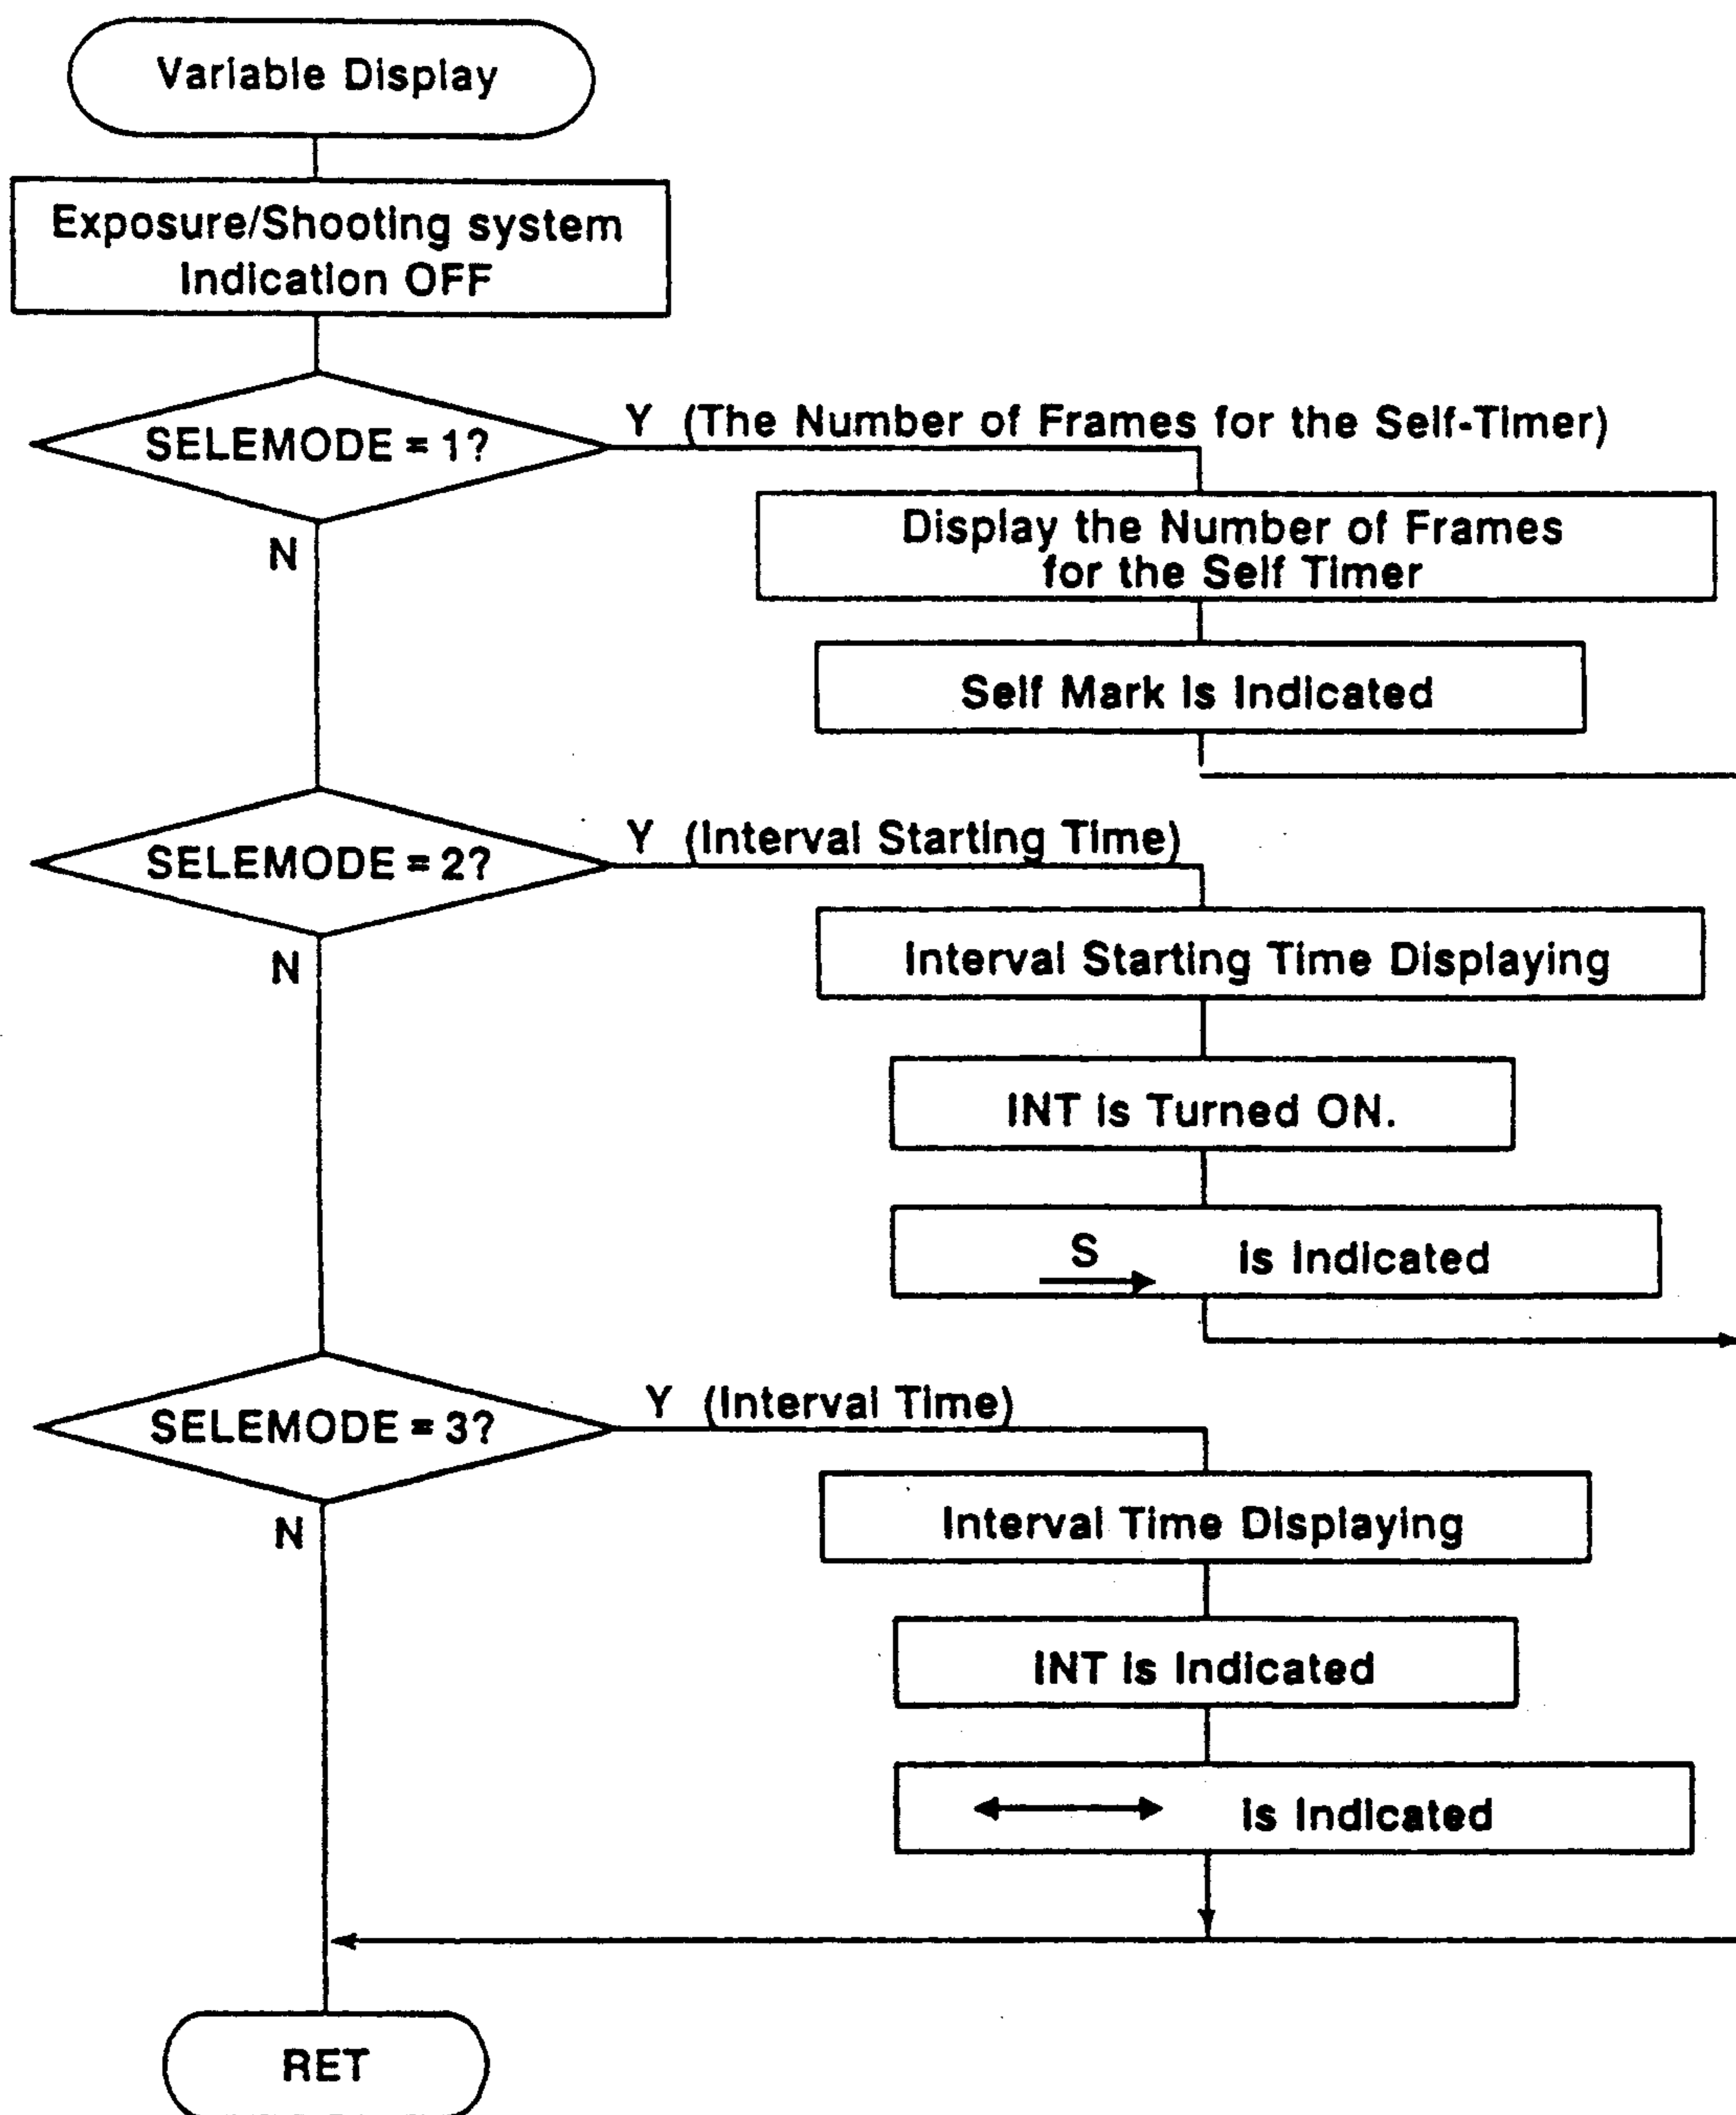 Variable Display
Exposure/Shooting system
Indication OFF
SELEMODE = 1?
Y (The Number of Frames for the Self-Timer)
N
Display the Number of Frames
for the Self Timer
Self Mark is Indicated
SELEMODE = 2?
Y (Interval Starting Time)
N
Interval Starting Time Displaying
INT is Turned ON.
S is Indicated
SELEMODE = 3?
Y (Interval Time)
N
Interval Time Displaying
INT is Indicated
is Indicated
RET